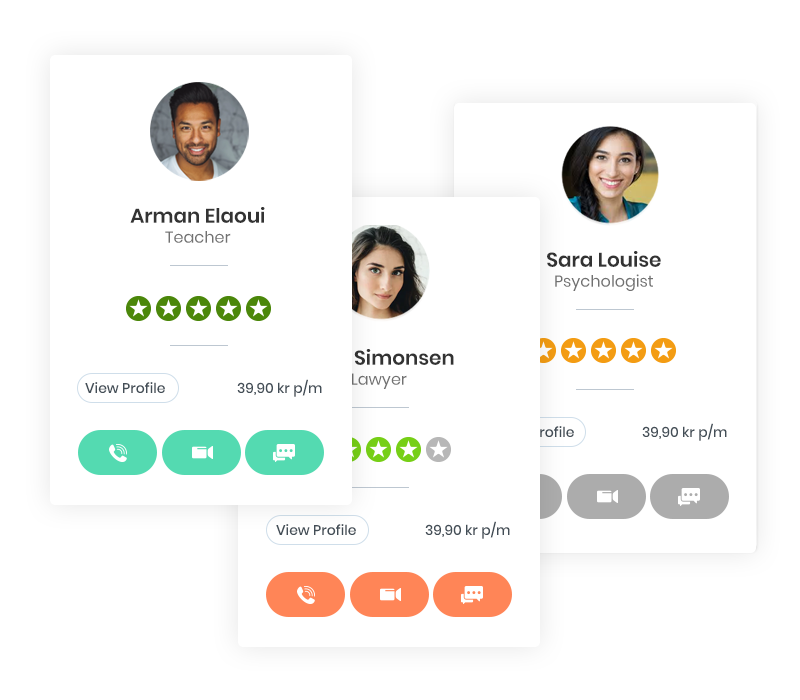 Arman Elaoui
Teacher
View Profile
39,90 kr p/m
Simonsen
Lawyer
View Profile
39,90 kr p/m
Sara Louise
Psychologist
39,90 kr p/m